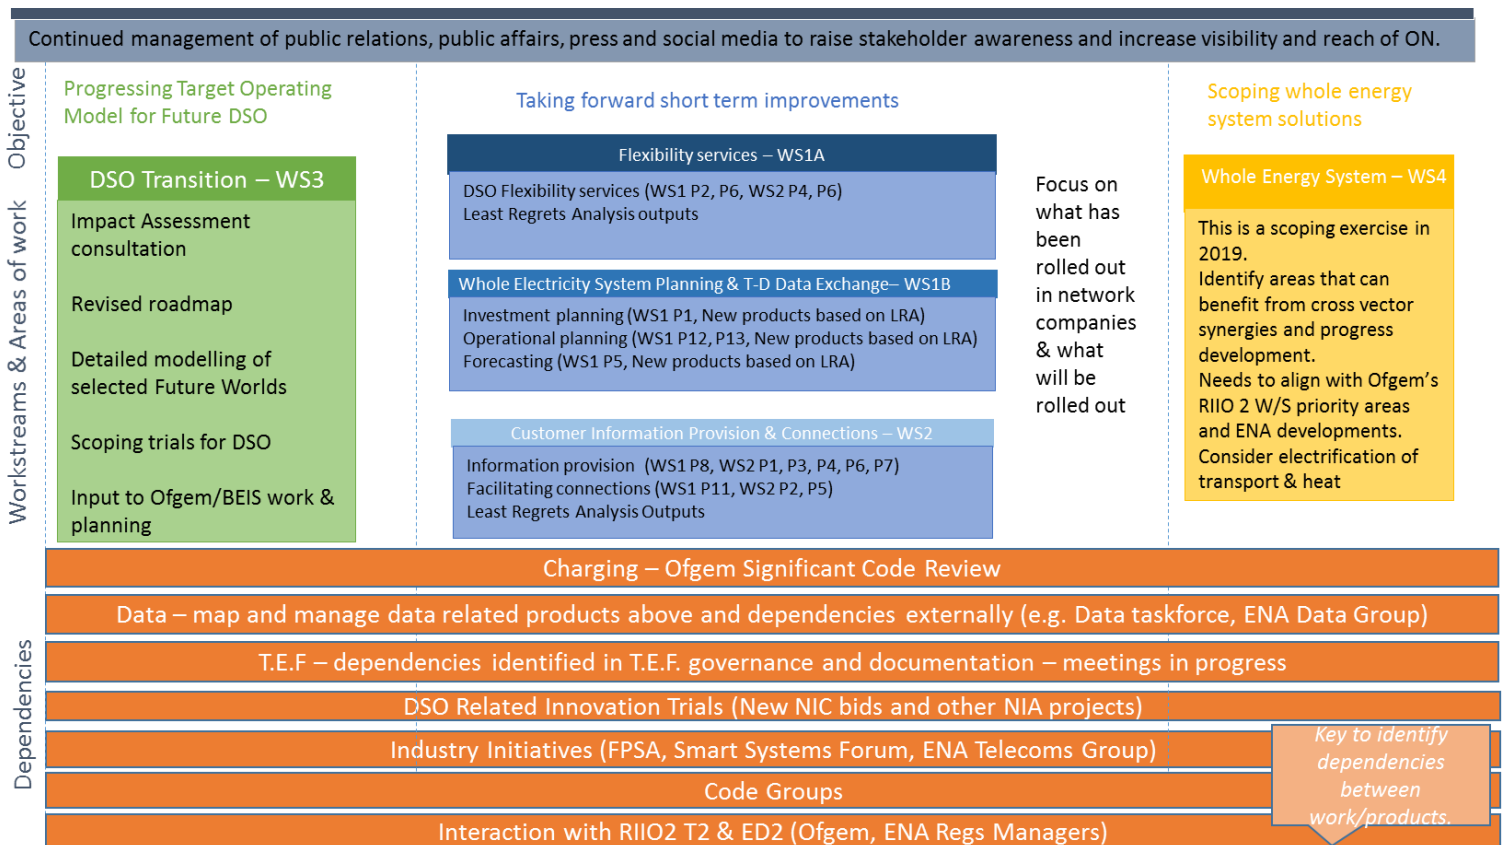 Continued management of public relations, public affairs, press and social media to raise stakeholder awareness and increase visibility and reach of ON.
Objective
Progressing Target Operating
Model for Future DSO
Taking forward short term improvements
Scoping whole energy
system solutions
Workstreams & Areas of work
DSO Transition – WS3
Impact Assessment
consultation
Revised roadmap
Detailed modelling of
selected Future Worlds
Scoping trials for DSO
Input to Ofgem/BEIS work &
planning
Flexibility services – WS1A
DSO Flexibility services (WS1 P2, P6, WS2 P4, P6)
Least Regrets Analysis outputs
Whole Electricity System Planning & T-D Data Exchange– WS1B
Investment planning (WS1 P1, New products based on LRA)
Operational planning (WS1 P12, P13, New products based on LRA)
Forecasting (WS1 P5, New products based on LRA)
Customer Information Provision & Connections – WS2
Information provision (WS1 P8, WS2 P1, P3, P4, P6, P7)
Facilitating connections (WS1 P11, WS2 P2, P5)
Least Regrets Analysis Outputs
Focus on
what has
been
rolled out
in network
companies
& what
will be
rolled out
Whole Energy System – WS4
This is a scoping exercise in
2019.
Identify areas that can
benefit from cross vector
synergies and progress
development.
Needs to align with Ofgem’s
RIIO 2 W/S priority areas
and ENA developments.
Consider electrification of
transport & heat
Dependencies
Charging – Ofgem Significant Code Review
Data – map and manage data related products above and dependencies externally (e.g. Data taskforce, ENA Data Group)
T.E.F – dependencies identified in T.E.F. governance and documentation – meetings in progress
DSO Related Innovation Trials (New NIC bids and other NIA projects)
Industry Initiatives (FPSA, Smart Systems Forum, ENA Telecoms Group)
Code Groups
Interaction with RIIO2 T2 & ED2 (Ofgem, ENA Regs Managers)
Key to identify
dependencies
between
work/products.